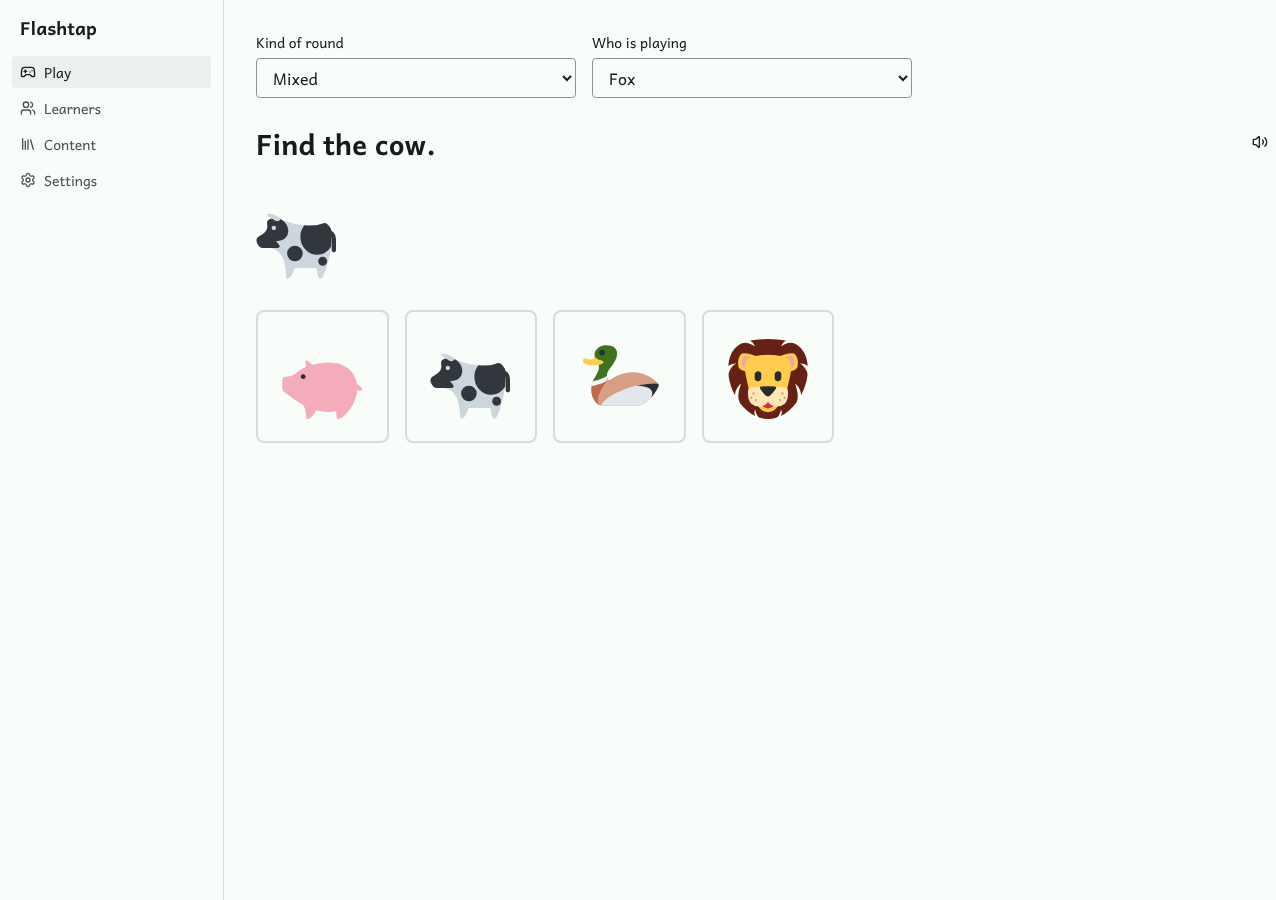 Flashtap
Play
Learners
Content
Settings
Kind of round
Mixed
Who is playing
Fox
Find the cow.